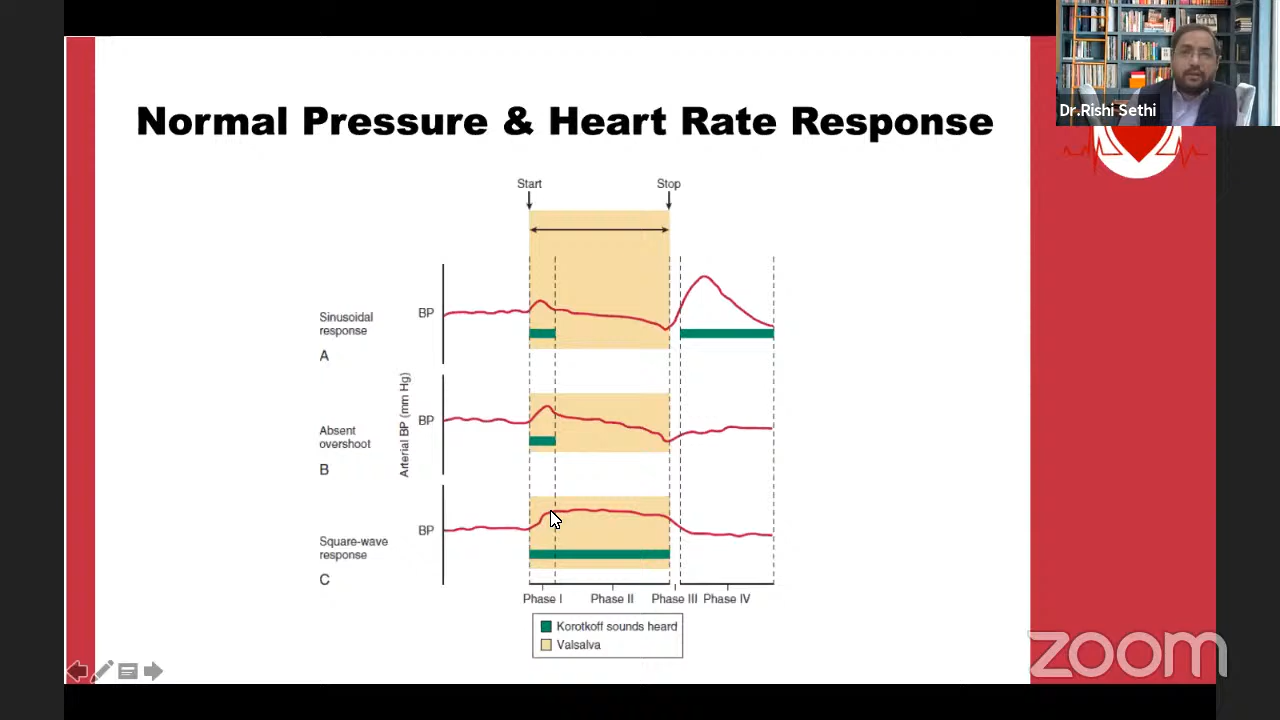 Dr.Rishi Sethi
Normal Pressure & Heart Rate Response
Start
Stop
Sinusoidal
response
A
BP
Absent
overshoot
B
BP
Arterial BP (mm Hg)
Square-wave
response
C
BP
Phase I
Phase II
Phase III
Phase IV
Korotkoff sounds heard
Valsalva
zoom